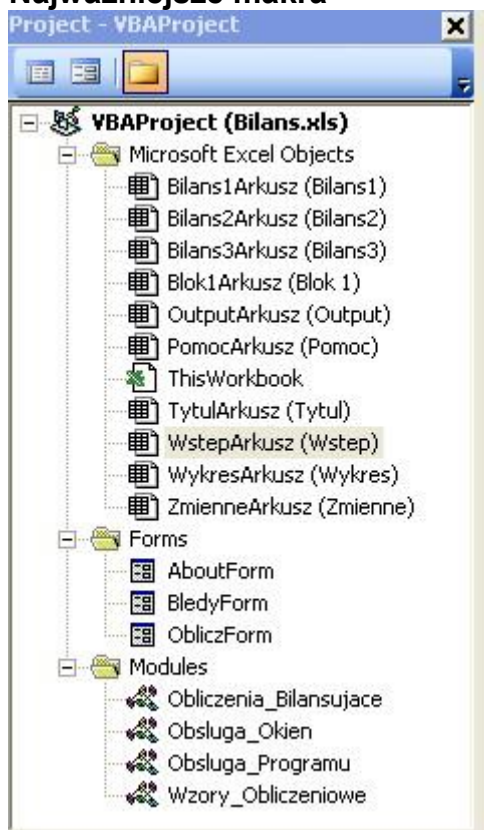 Najważniejsze makra
Project - VBAProject
VBAProject (Bilans.xls)
Microsoft Excel Objects
Bilans1Arkusz (Bilans1)
Bilans2Arkusz (Bilans2)
Bilans3Arkusz (Bilans3)
Blok1Arkusz (Blok 1)
OutputArkusz (Output)
PomocArkusz (Pomoc)
ThisWorkbook
TytulArkusz (Tytul)
WstepArkusz (Wstep)
WykresArkusz (Wykres)
ZmienneArkusz (Zmienne)
Forms
AboutForm
BledyForm
ObliczForm
Modules
Obliczenia_Bilansujace
Obsluga_Okien
Obsluga_Programu
Wzory_Obliczeniowe